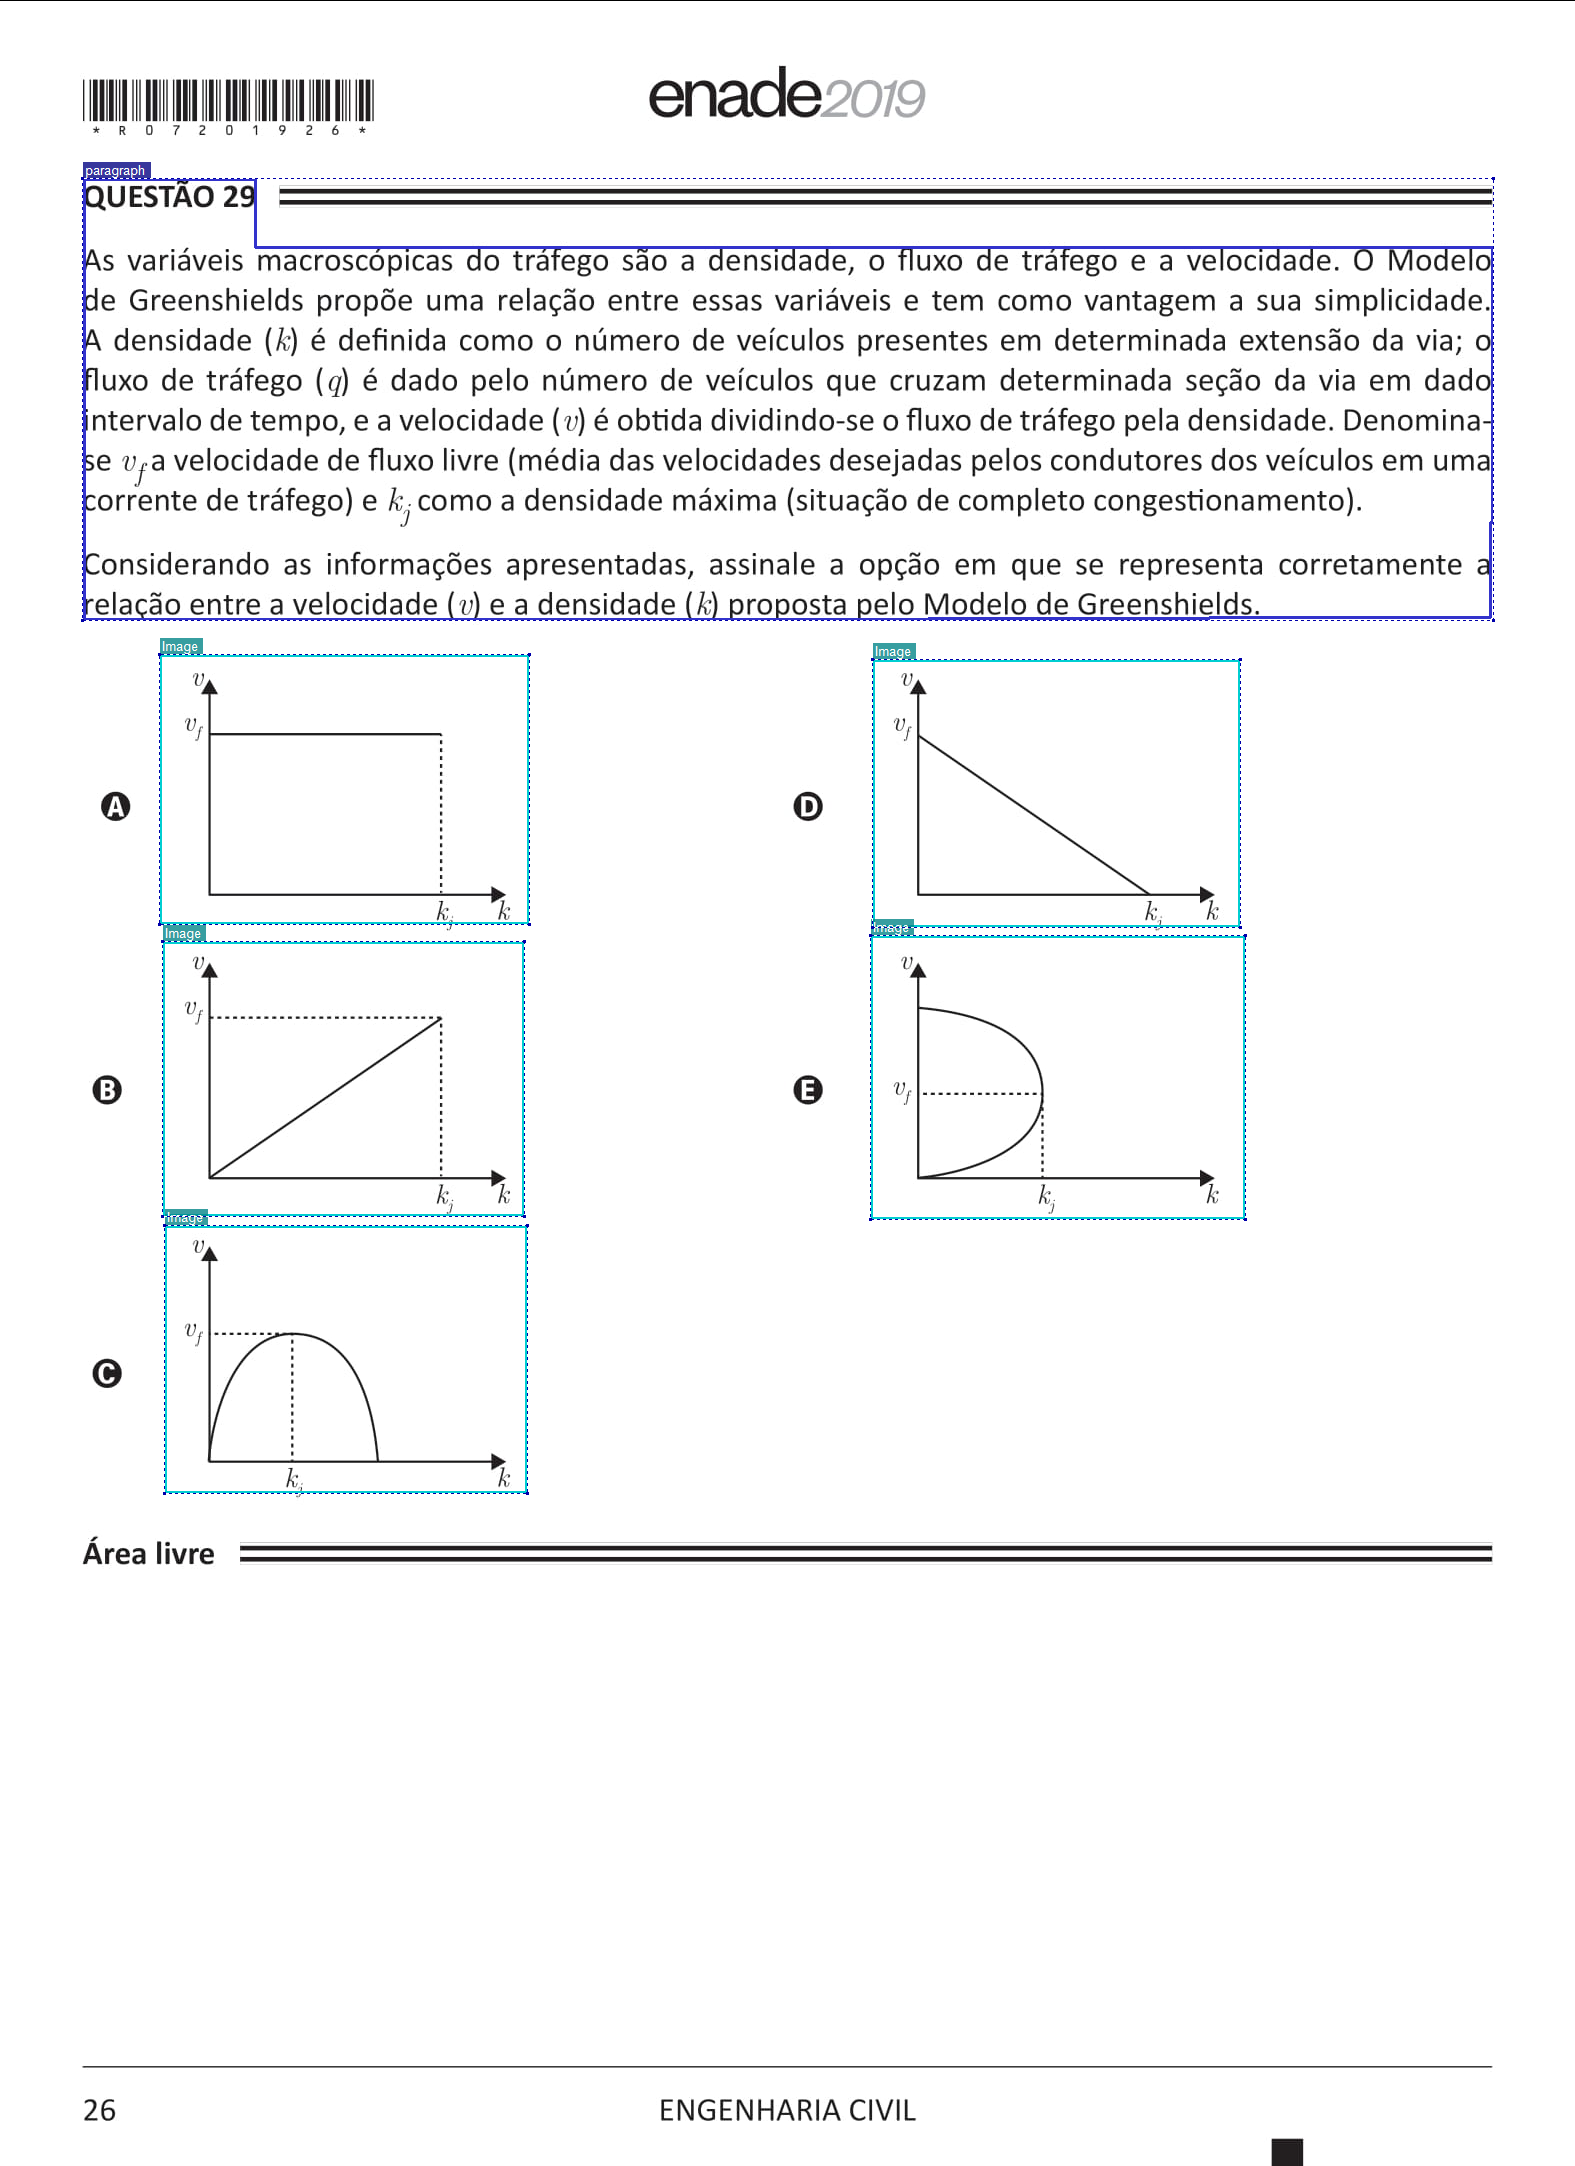 *R07201926*
enade2019
paragraph
QUESTÃO 29
As variáveis macroscópicas do tráfego são a densidade, o fluxo de tráfego e a velocidade. O Modelo
de Greenshields propõe uma relação entre essas variáveis e tem como vantagem a sua simplicidade.
A densidade (k) é definida como o número de veículos presentes em determinada extensão da via; o
fluxo de tráfego (q) é dado pelo número de veículos que cruzam determinada seção da via em dado
intervalo de tempo, e a velocidade (v) é obtida dividindo-se o fluxo de tráfego pela densidade. Denomina-
se v_f a velocidade de fluxo livre (média das velocidades desejadas pelos condutores dos veículos em uma
corrente de tráfego) e k_j como a densidade máxima (situação de completo congestionamento).
Considerando as informações apresentadas, assinale a opção em que se representa corretamente a
relação entre a velocidade (v) e a densidade (k) proposta pelo Modelo de Greenshields.
Image
v
v_f
A
k_j
k
Image
v
v_f
B
k_j
k
Image
v
v_f
C
k_j
k
Image
v
v_f
D
k_j
k
Image
v
v_f
E
k_j
k
Área livre
26
ENGENHARIA CIVIL